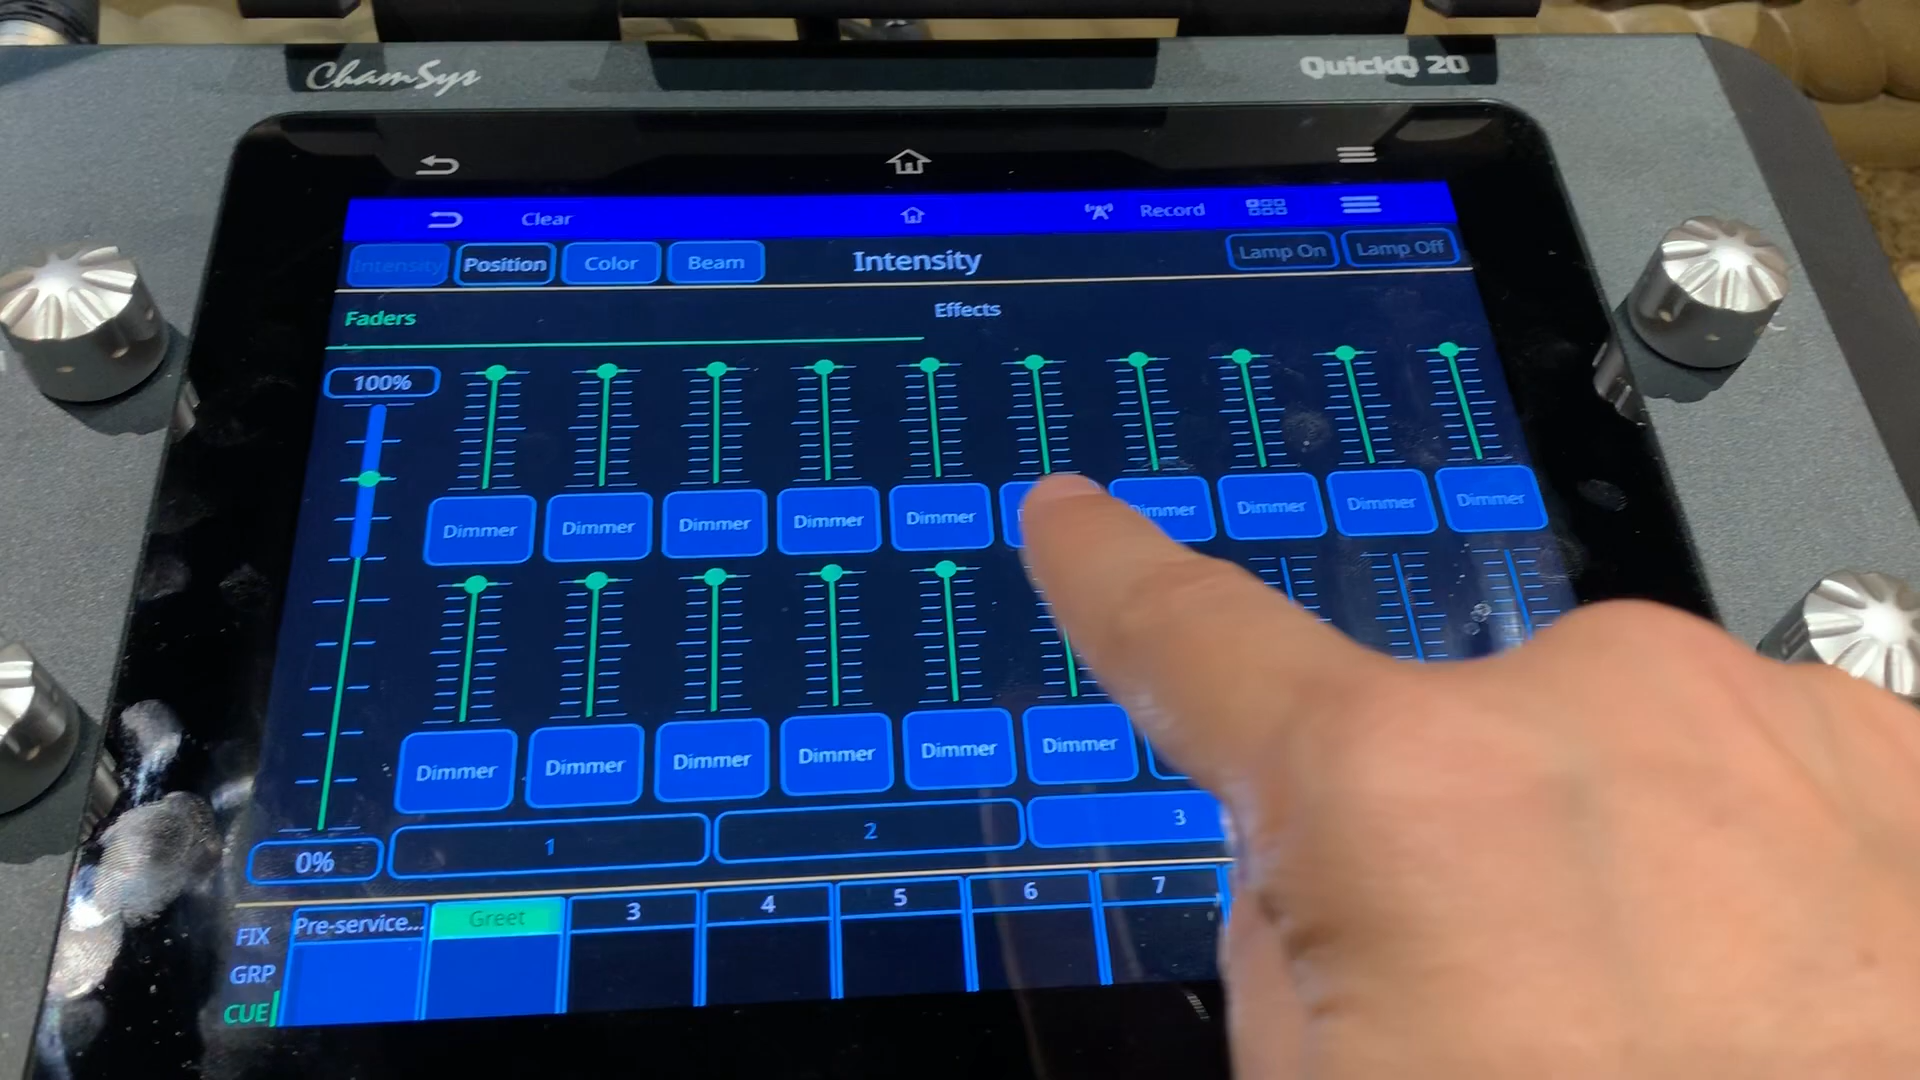 ChamSys QuickQ 20
Clear Record
Intensity Position Color Beam Intensity Lamp On Lamp Off
Faders Effects
100%
Dimmer Dimmer Dimmer Dimmer Dimmer Dimmer Dimmer Dimmer Dimmer
Dimmer Dimmer Dimmer Dimmer Dimmer Dimmer
0% 1 2 3
Pre-service... Greet 3 4 5 6 7
FIX
GRP
CUE